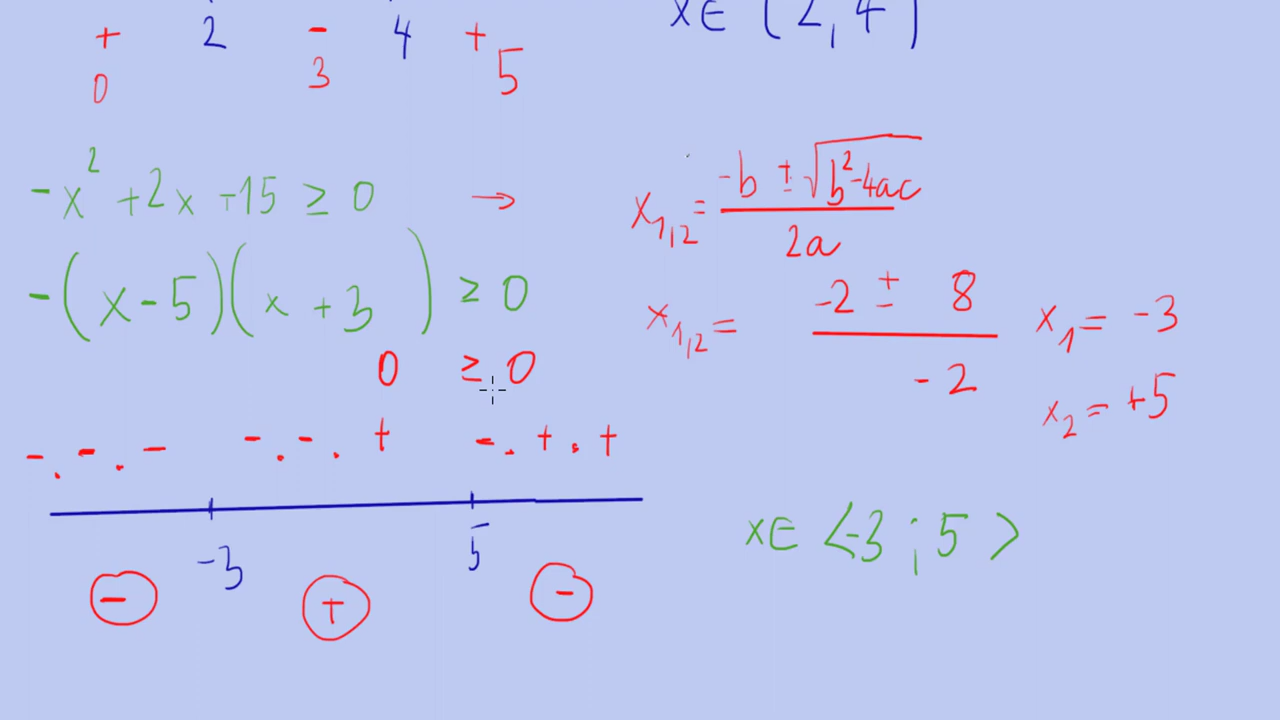 + 2 - 4 +
0 3 5
x∈ (2,4)
-x² +2x +15 ≥ 0 →
-(x-5)(x+3) ≥ 0
0 ≥ 0
-.-.- -.-.+ -.+.+
-3 5
- + -
x₁,₂ = (-b ± √(b²-4ac))/2a
x₁,₂ = (-2 ± 8)/-2
x₁ = -3
x₂ = +5
x∈ <-3;5>